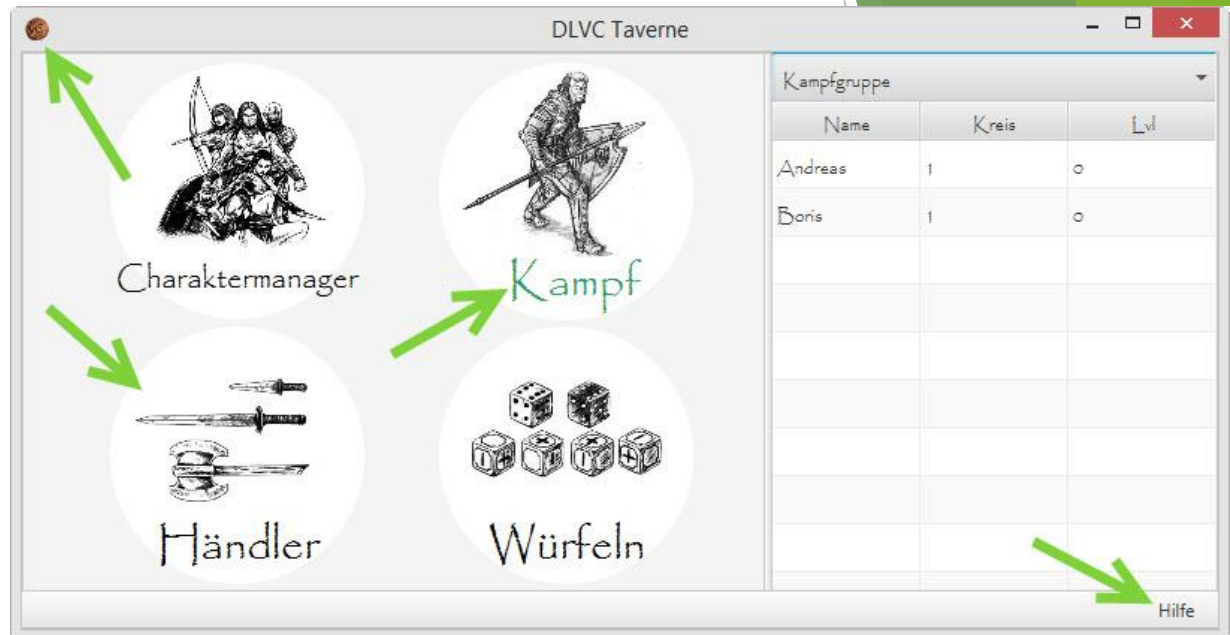 DLVC Taverne
Charaktermanager
Kampf
Händler
Würfeln
Kampfgruppe
Name Kreis Lvl
Andreas 1 0
Boris 1 0
Hilfe